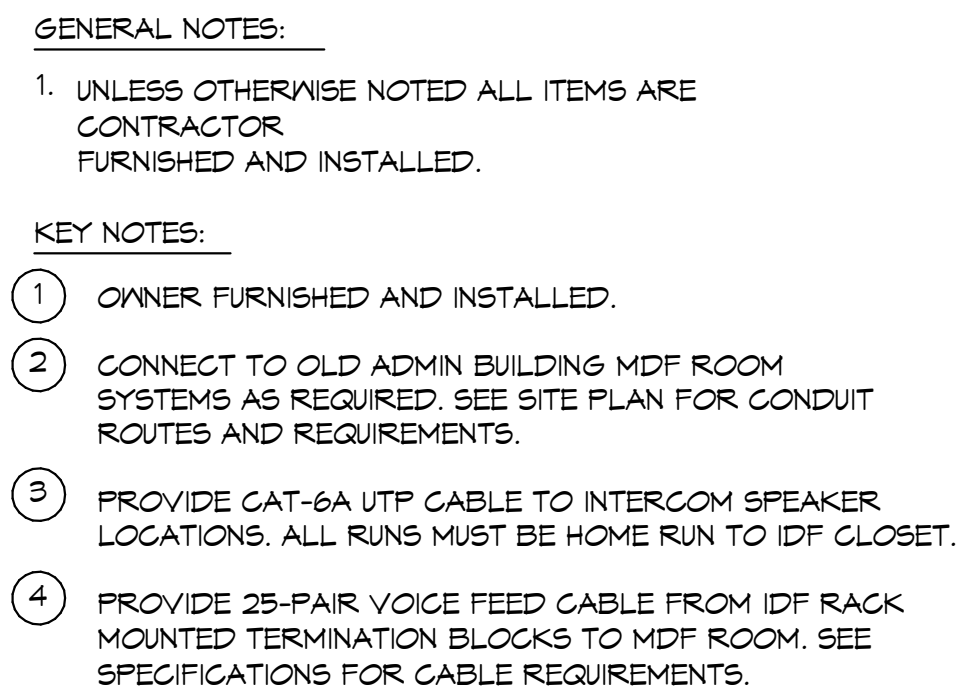 GENERAL NOTES:
1. UNLESS OTHERWISE NOTED ALL ITEMS ARE
CONTRACTOR
FURNISHED AND INSTALLED.
KEY NOTES:
1 OWNER FURNISHED AND INSTALLED.
2 CONNECT TO OLD ADMIN BUILDING MDF ROOM
SYSTEMS AS REQUIRED. SEE SITE PLAN FOR CONDUIT
ROUTES AND REQUIREMENTS.
3 PROVIDE CAT-6A UTP CABLE TO INTERCOM SPEAKER
LOCATIONS. ALL RUNS MUST BE HOME RUN TO IDF CLOSET.
4 PROVIDE 25-PAIR VOICE FEED CABLE FROM IDF RACK
MOUNTED TERMINATION BLOCKS TO MDF ROOM. SEE
SPECIFICATIONS FOR CABLE REQUIREMENTS.